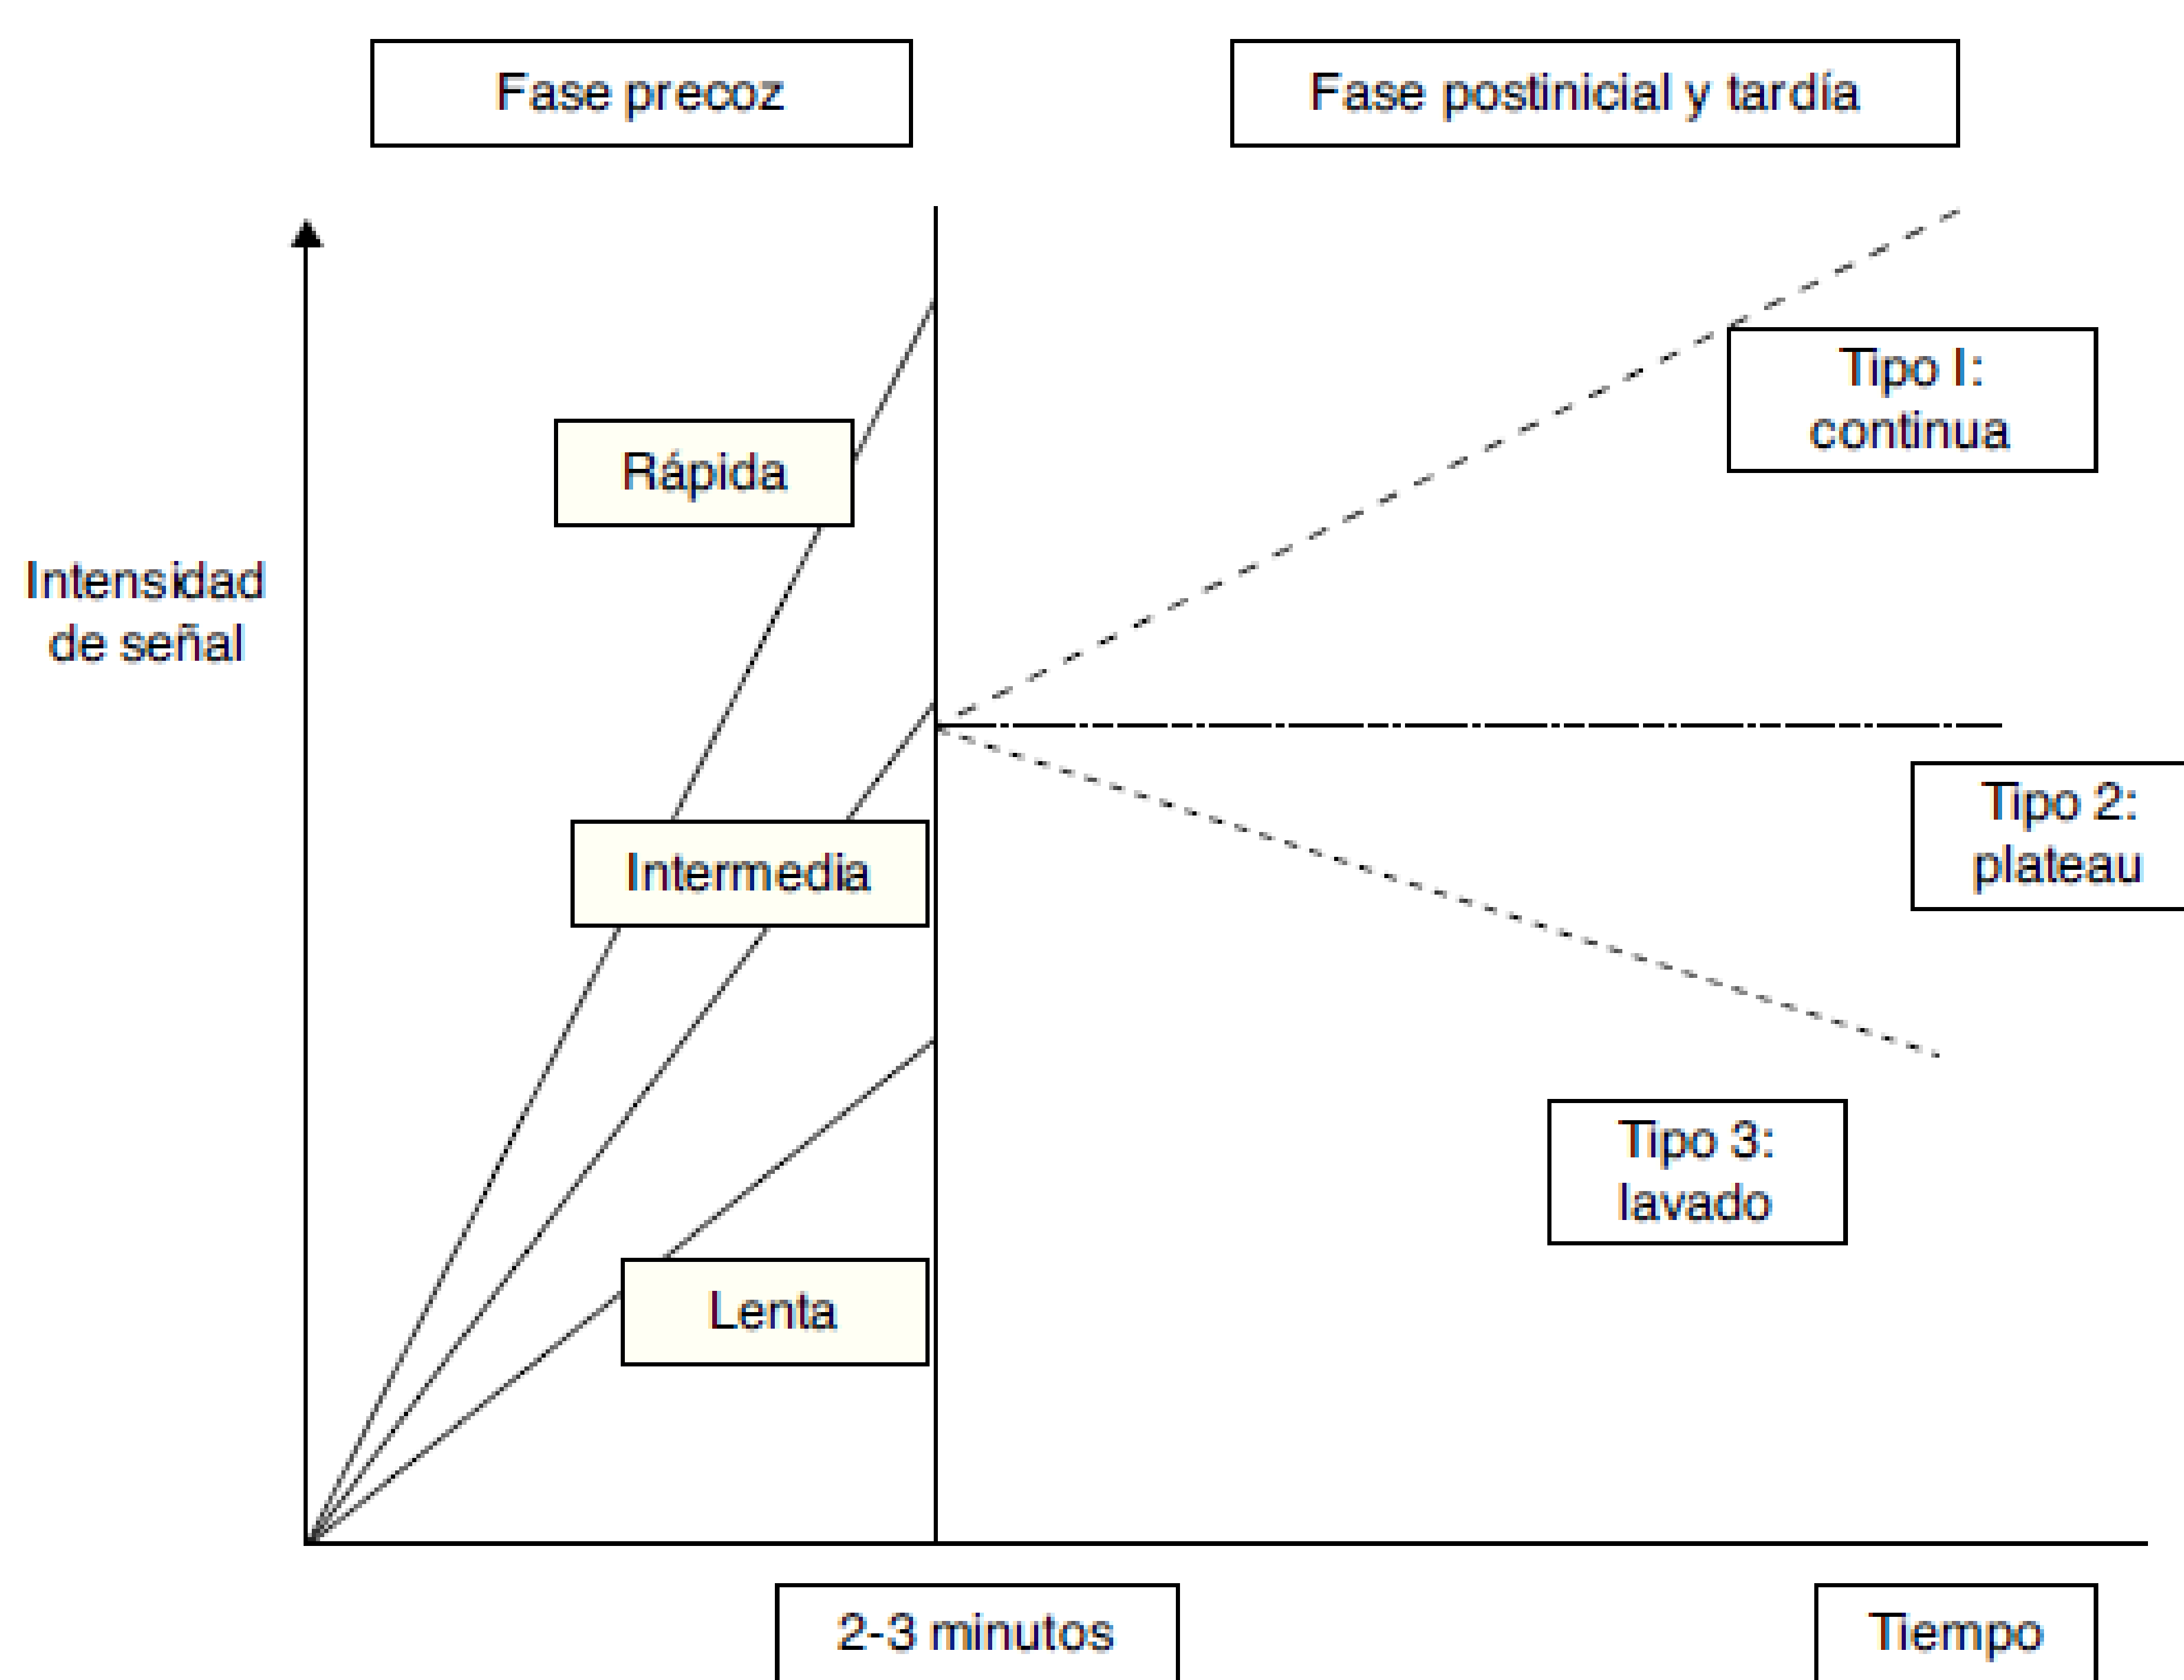 Fase precoz
Fase postinicial y tardía
Rápida
Tipo I:
continua
Intensidad
de señal
Intermedia
Tipo 2:
plateau
Tipo 3:
lavado
Lenta
2-3 minutos
Tiempo